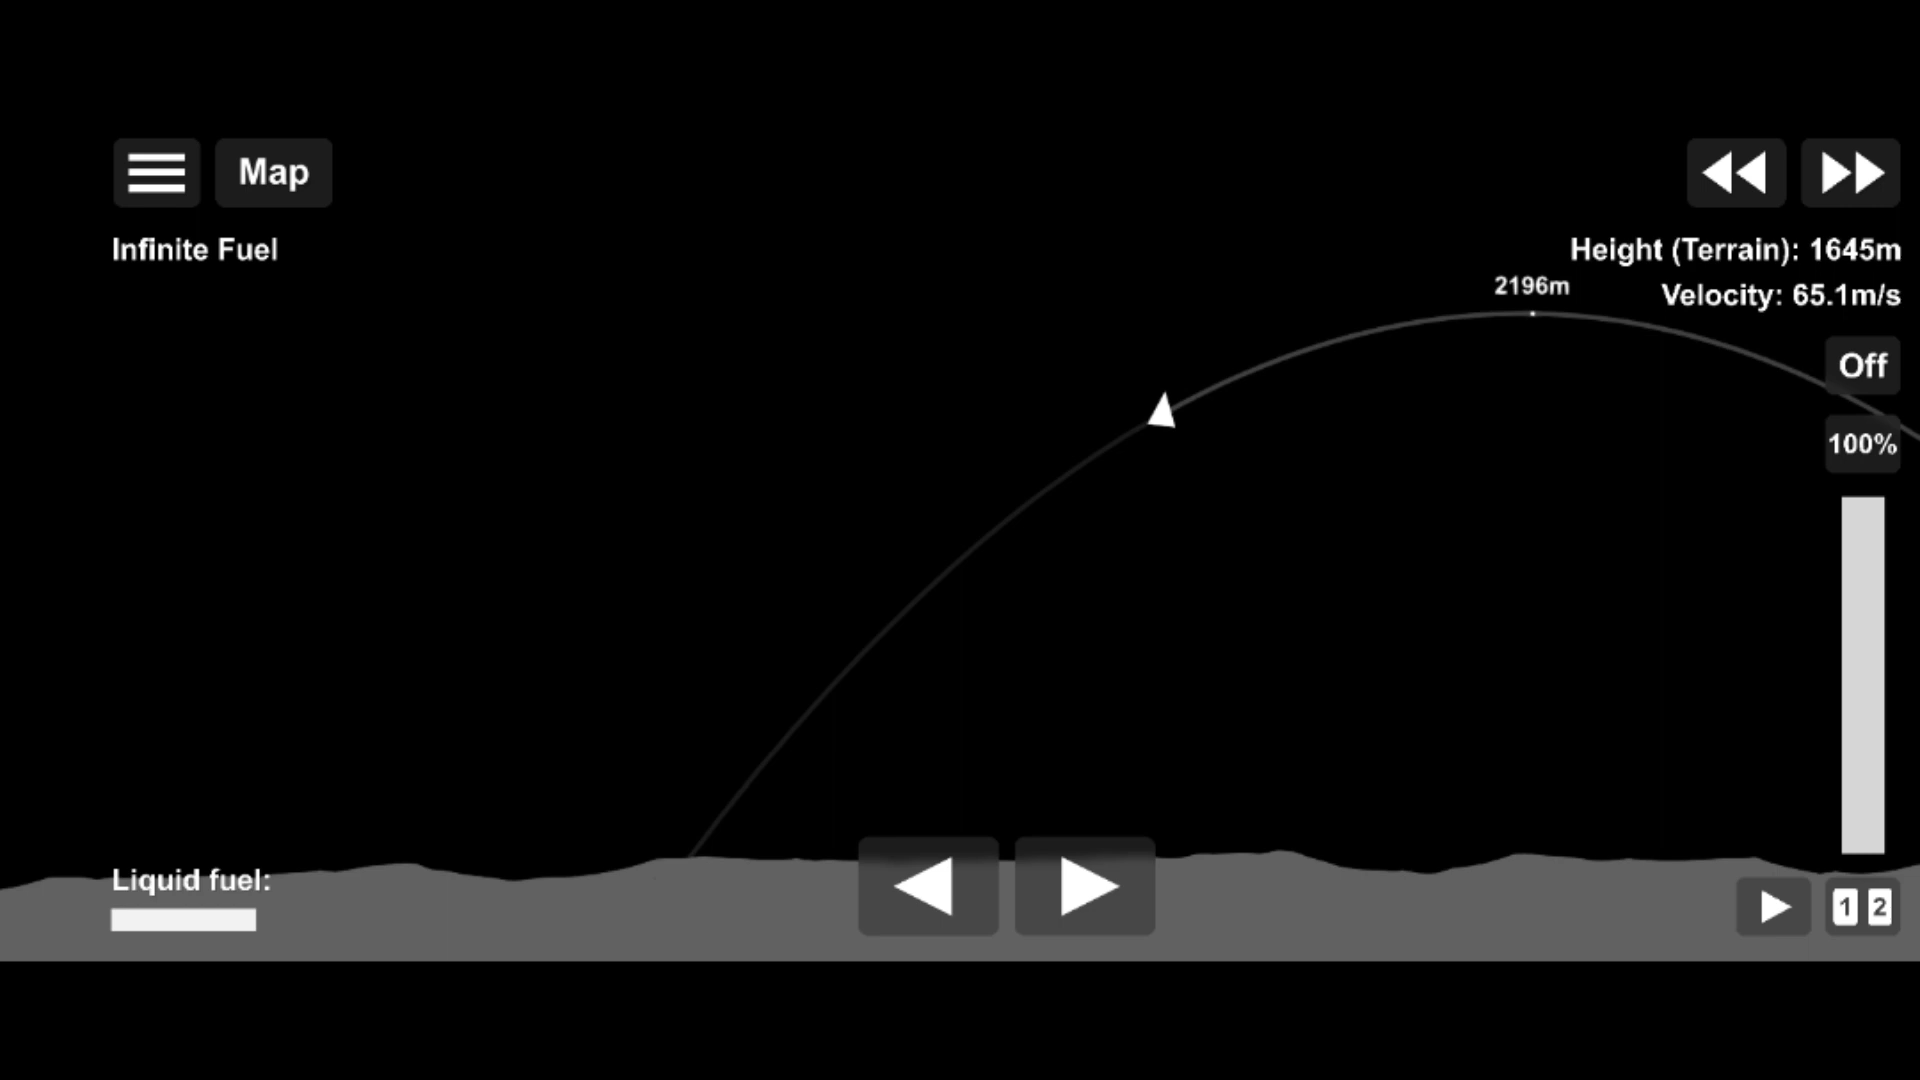 Map
Infinite Fuel
Height (Terrain): 1645m
2196m
Velocity: 65.1m/s
Off
100%
Liquid fuel:
1 2